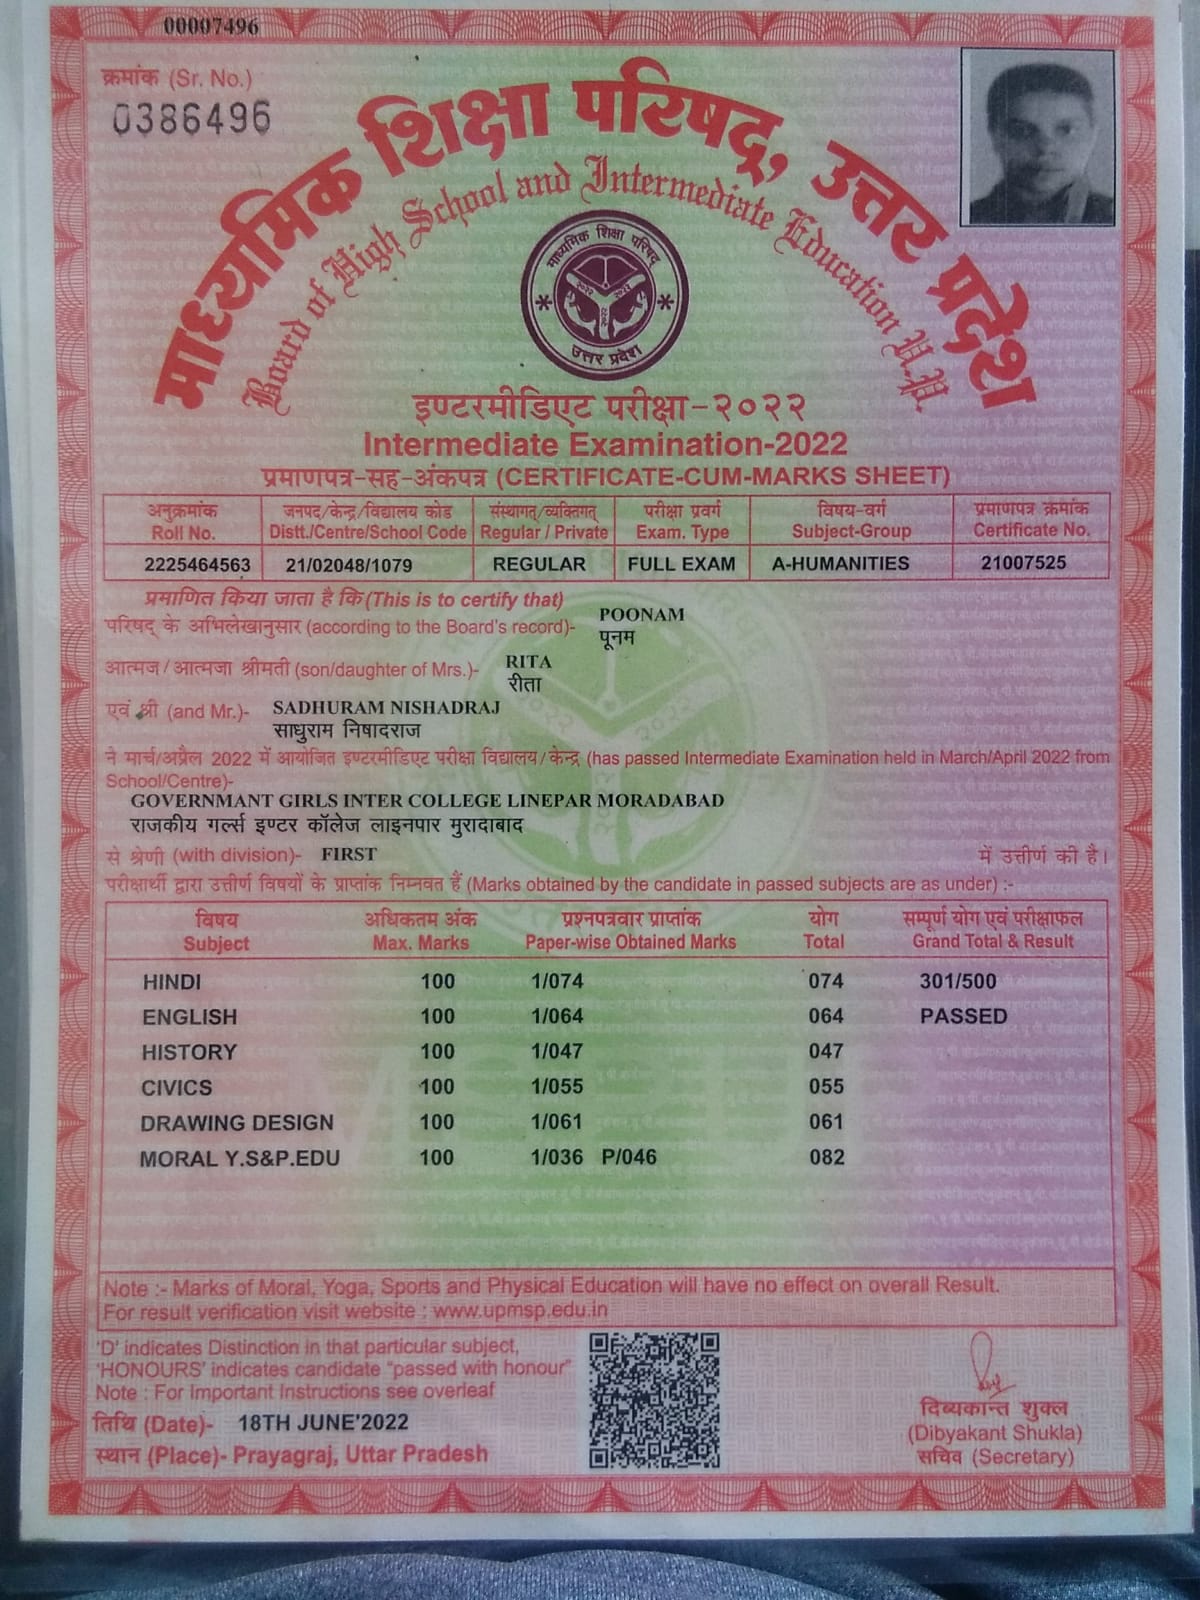 00007496
क्रमांक (Sr. No.)
0386496
माध्यमिक शिक्षा परिषद्, उत्तर प्रदेश
Board of High School and Intermediate Education U.P.
माध्यमिक शिक्षा परिषद्
२०२२ २०२२
२०२२
उत्तर प्रदेश
इण्टरमीडिएट परीक्षा-२०२२
Intermediate Examination-2022
प्रमाणपत्र-सह-अंकपत्र (CERTIFICATE-CUM-MARKS SHEET)
अनुक्रमांक जनपद/केन्द्र/विद्यालय कोड संस्थागत्/व्यक्तिगत् परीक्षा प्रवर्ग विषय-वर्ग प्रमाणपत्र क्रमांक
Roll No. Distt./Centre/School Code Regular / Private Exam. Type Subject-Group Certificate No.
2225464563 21/02048/1079 REGULAR FULL EXAM A-HUMANITIES 21007525
प्रमाणित किया जाता है कि (This is to certify that)
परिषद् के अभिलेखानुसार (according to the Board's record)- POONAM
पूनम
आत्मज/आत्मजा श्रीमती (son/daughter of Mrs.)- RITA
रीता
एवं श्री (and Mr.)- SADHURAM NISHADRAJ
साधुराम निषादराज
ने मार्च/अप्रैल 2022 में आयोजित इण्टरमीडिएट परीक्षा विद्यालय/केन्द्र (has passed Intermediate Examination held in March/April 2022 from
School/Centre)-
GOVERNMANT GIRLS INTER COLLEGE LINEPAR MORADABAD
राजकीय गर्ल्स इण्टर कॉलेज लाइनपार मुरादाबाद
से श्रेणी (with division)- FIRST में उत्तीर्ण की है।
परीक्षार्थी द्वारा उत्तीर्ण विषयों के प्राप्तांक निम्नवत हैं (Marks obtained by the candidate in passed subjects are as under) :-
विषय अधिकतम अंक प्रश्नपत्रवार प्राप्तांक योग सम्पूर्ण योग एवं परीक्षाफल
Subject Max. Marks Paper-wise Obtained Marks Total Grand Total & Result
HINDI 100 1/074 074 301/500
ENGLISH 100 1/064 064 PASSED
HISTORY 100 1/047 047
CIVICS 100 1/055 055
DRAWING DESIGN 100 1/061 061
MORAL Y.S&P.EDU 100 1/036 P/046 082
Note :- Marks of Moral, Yoga, Sports and Physical Education will have no effect on overall Result.
For result verification visit website : www.upmsp.edu.in
'D' indicates Distinction in that particular subject,
'HONOURS' indicates candidate "passed with honour"
Note : For Important Instructions see overleaf
तिथि (Date)- 18TH JUNE'2022
स्थान (Place)- Prayagraj, Uttar Pradesh
दिब्यकान्त शुक्ल
(Dibyakant Shukla)
सचिव (Secretary)